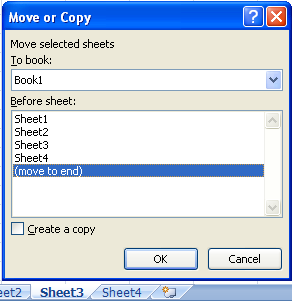 Move or Copy
Move selected sheets
To book:
Book1
Before sheet:
Sheet1
Sheet2
Sheet3
Sheet4
(move to end)
Create a copy
OK Cancel
eet2 Sheet3 Sheet4